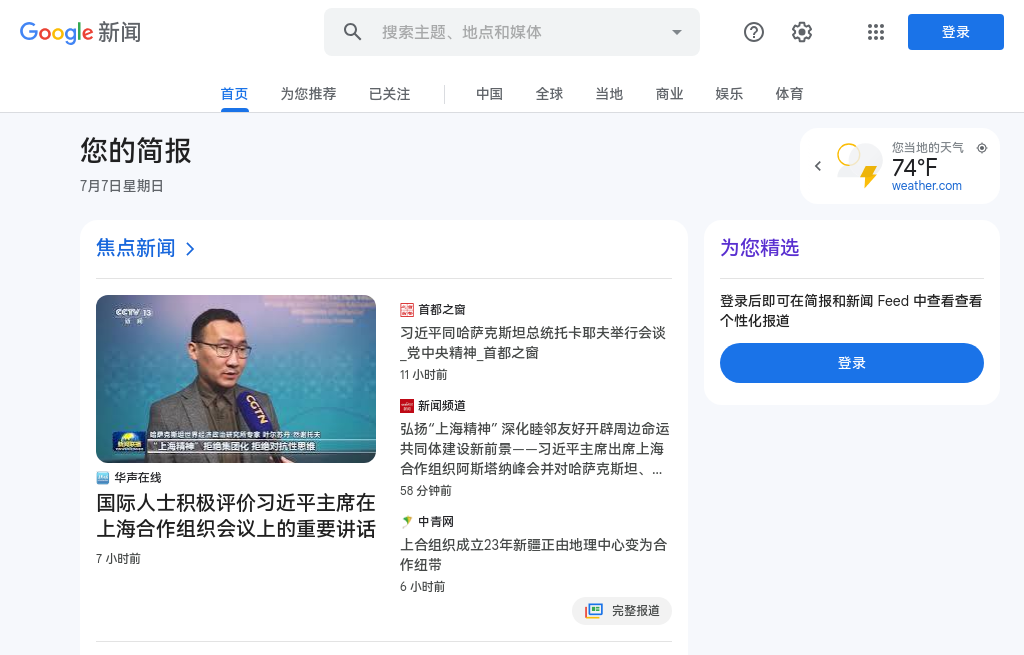 Google 新闻
搜索主题、地点和媒体
登录
首页
为您推荐
已关注
中国
全球
当地
商业
娱乐
体育
您的简报
7月7日星期日
您当地的天气
74°F
weather.com
焦点新闻
CCTV 13
新闻
CGTN
新闻联播
哈萨克斯坦世界经济政治研究所专家 叶尔苏丹·忽谢托夫
“上海精神”拒绝集团化 拒绝对抗性思维
华声在线
国际人士积极评价习近平主席在
上海合作组织会议上的重要讲话
7 小时前
首都之窗
习近平同哈萨克斯坦总统托卡耶夫举行会谈
_党中央精神_首都之窗
11 小时前
新闻频道
弘扬“上海精神” 深化睦邻友好开辟周边命运
共同体建设新前景——习近平主席出席上海
合作组织阿斯塔纳峰会并对哈萨克斯坦、...
58 分钟前
中青网
上合组织成立23年新疆正由地理中心变为合
作纽带
6 小时前
完整报道
为您精选
登录后即可在简报和新闻 Feed 中查看查看
个性化报道
登录